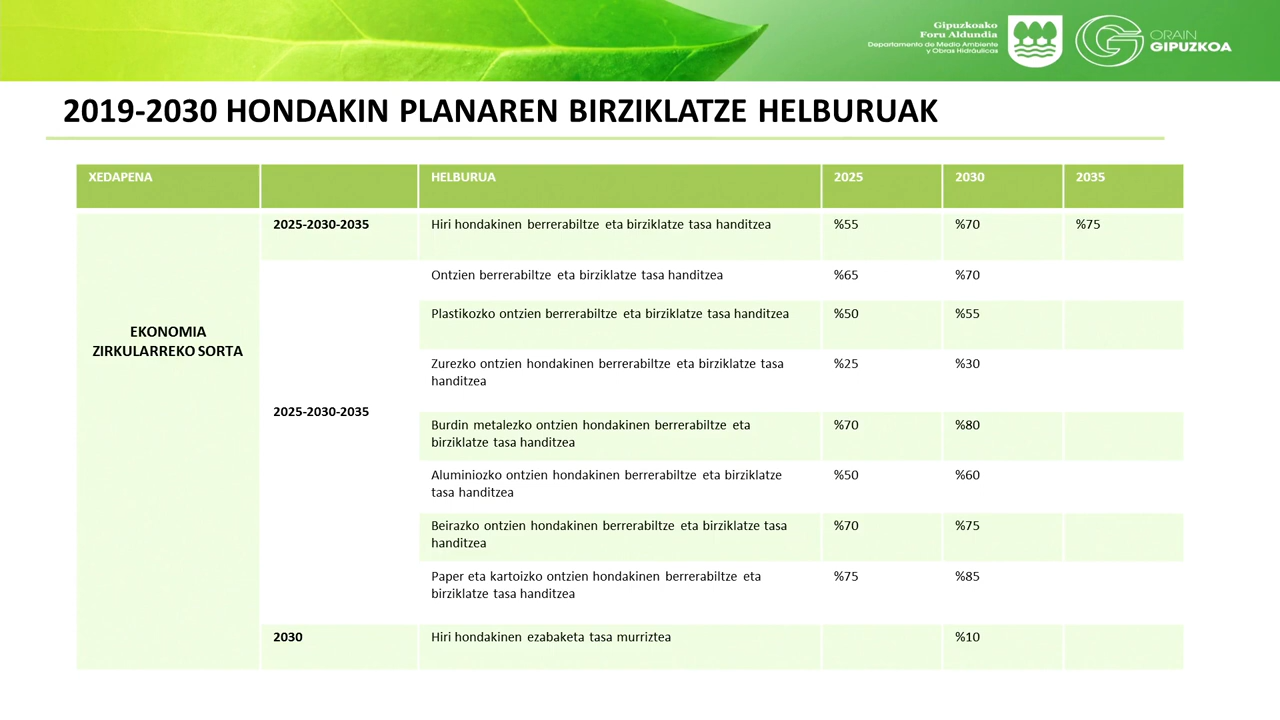 Gipuzkoako
Foru Aldundia
Departamento de Medio Ambiente
y Obras Hidráulicas
ORAIN
GIPUZKOA
2019-2030 HONDAKIN PLANAREN BIRZIKLATZE HELBURUAK
XEDAPENA HELBURUA 2025 2030 2035
2025-2030-2035 Hiri hondakinen berrerabiltze eta birziklatze tasa handitzea %55 %70 %75
Ontzien berrerabiltze eta birziklatze tasa handitzea %65 %70
Plastikozko ontzien berrerabiltze eta birziklatze tasa handitzea %50 %55
EKONOMIA
ZIRKULARREKO SORTA
Zurezko ontzien hondakinen berrerabiltze eta birziklatze tasa %25 %30
handitzea
2025-2030-2035
Burdin metalezko ontzien hondakinen berrerabiltze eta %70 %80
birziklatze tasa handitzea
Aluminiozko ontzien hondakinen berrerabiltze eta birziklatze %50 %60
tasa handitzea
Beirazko ontzien hondakinen berrerabiltze eta birziklatze tasa %70 %75
handitzea
Paper eta kartoizko ontzien hondakinen berrerabiltze eta %75 %85
birziklatze tasa handitzea
2030 Hiri hondakinen ezabaketa tasa murriztea %10